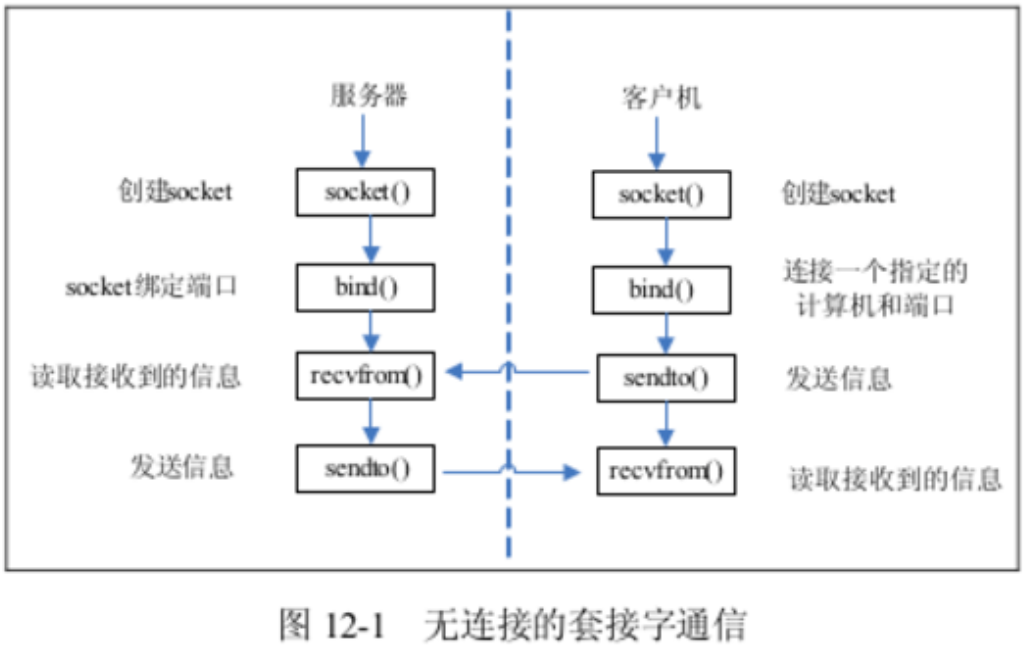 服务器 客户机
创建socket socket() socket() 创建socket
socket绑定端口 bind() bind() 连接一个指定的
计算机和端口
读取接收到的信息 recvfrom() sendto() 发送信息
发送信息 sendto() recvfrom() 读取接收到的信息
图 12-1 无连接的套接字通信